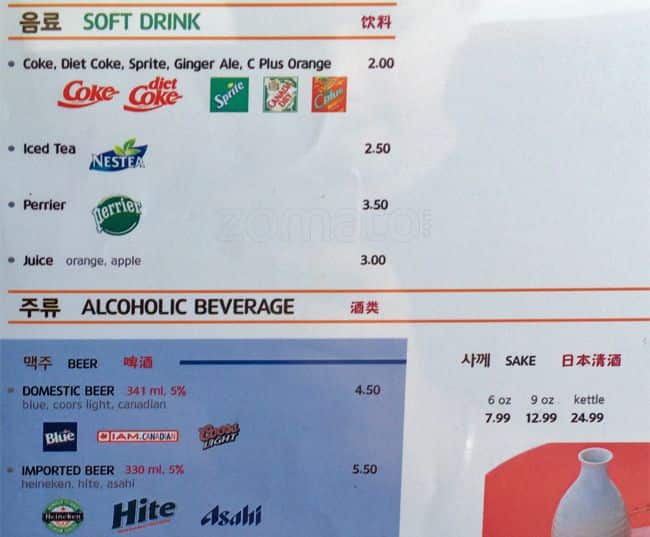 음료 SOFT DRINK 饮料
Coke, Diet Coke, Sprite, Ginger Ale, C Plus Orange 2.00
Coke diet Coke Sprite CANADA DRY C plus
Iced Tea NESTEA 2.50
Perrier Perrier 3.50
zomato
Juice orange, apple 3.00
주류 ALCOHOLIC BEVERAGE 酒类
맥주 BEER 啤酒
DOMESTIC BEER 341 ml, 5% 4.50
blue, coors light, canadian
Blue I AM. CANADIAN COORS LIGHT
IMPORTED BEER 330 ml, 5% 5.50
heineken, hite, asahi
Heineken Hite Asahi
사께 SAKE 日本清酒
6 oz 9 oz kettle
7.99 12.99 24.99